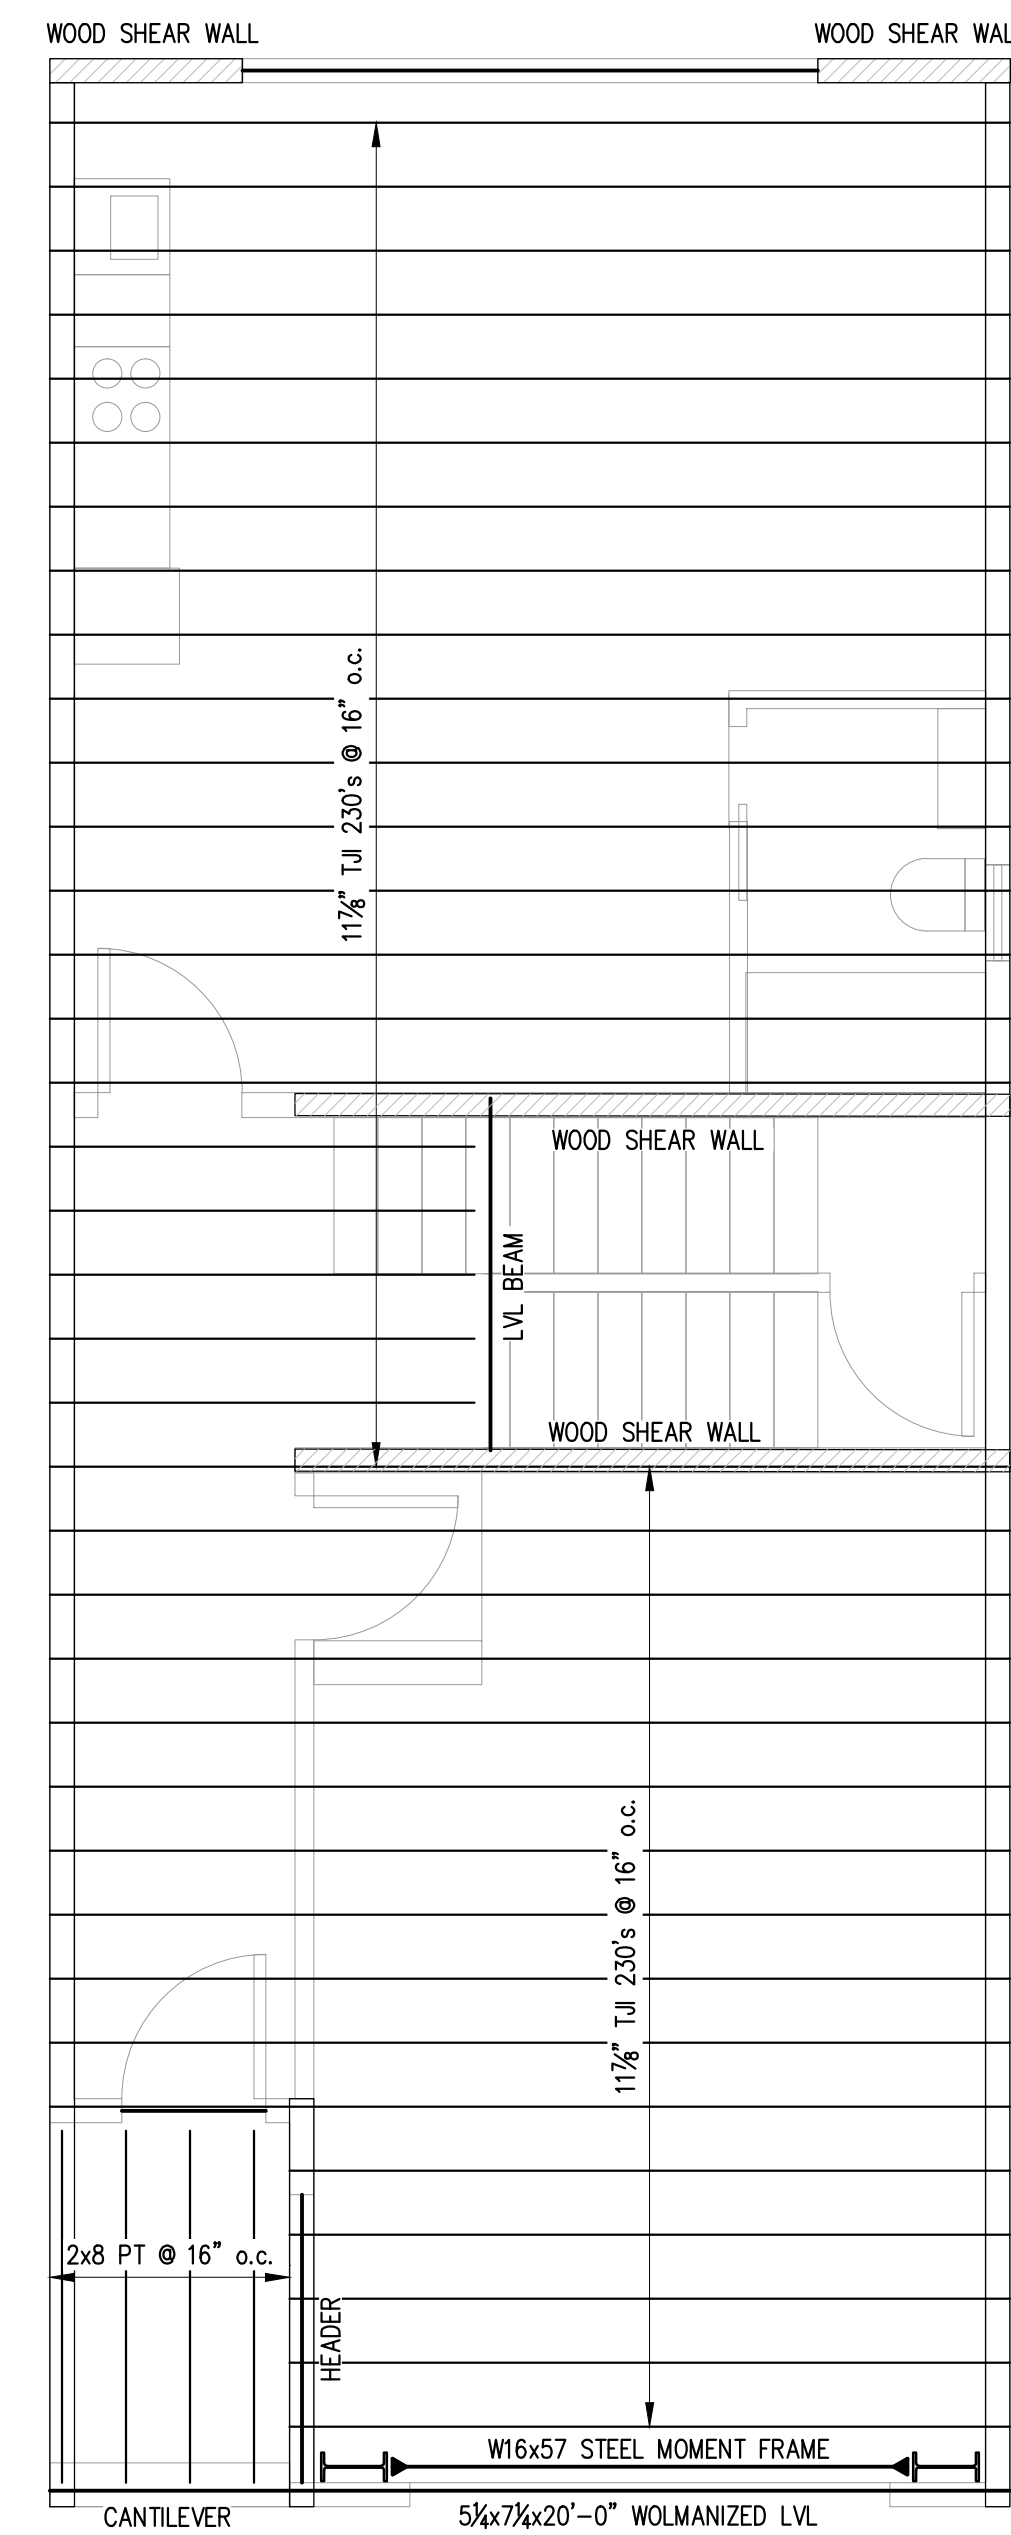 WOOD SHEAR WALL
WOOD SHEAR WAL
11⅞" TJI 230's @ 16" o.c.
WOOD SHEAR WALL
LVL BEAM
WOOD SHEAR WALL
11⅞" TJI 230's @ 16" o.c.
2x8 PT @ 16" o.c.
HEADER
W16x57 STEEL MOMENT FRAME
CANTILEVER
5¼x7¼x20'-0" WOLMANIZED LVL